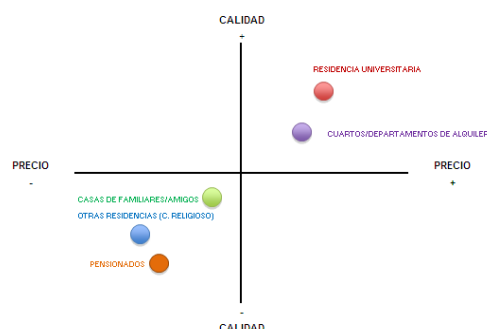 CALIDAD
+
RESIDENCIA UNIVERSITARIA
CUARTOS/DEPARTAMENTOS DE ALQUILER
PRECIO
-
PRECIO
+
CASAS DE FAMILIARES/AMIGOS
OTRAS RESIDENCIAS (C. RELIGIOSO)
PENSIONADOS
-
CALIDAD